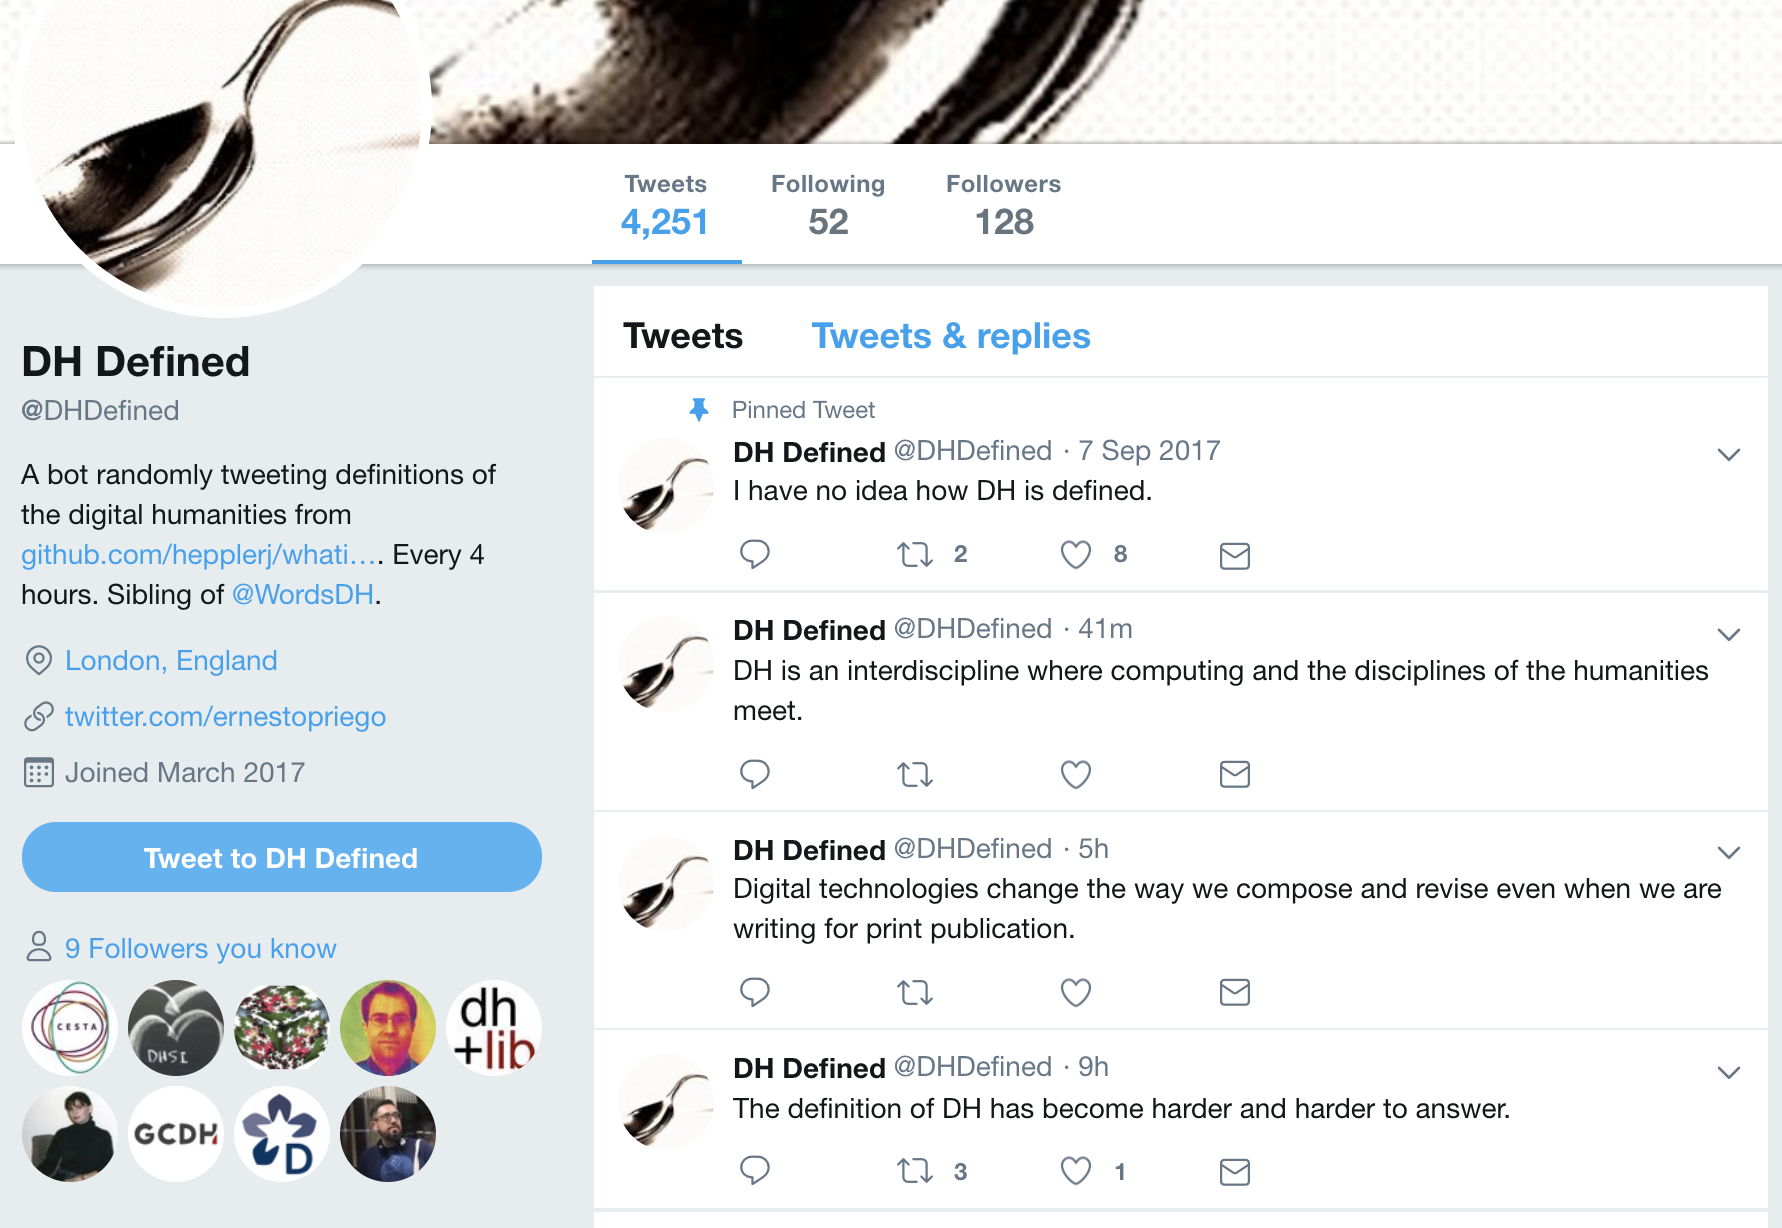 Tweets
4,251
Following
52
Followers
128
DH Defined
@DHDefined
A bot randomly tweeting definitions of
the digital humanities from
github.com/hepplerj/whati…. Every 4
hours. Sibling of @WordsDH.
London, England
twitter.com/ernestopriego
Joined March 2017
Tweet to DH Defined
9 Followers you know
CESTA
DHSI
dh
+lib
GCDH
D
Tweets Tweets & replies
Pinned Tweet
DH Defined @DHDefined · 7 Sep 2017
I have no idea how DH is defined.
2 8
DH Defined @DHDefined · 41m
DH is an interdiscipline where computing and the disciplines of the humanities
meet.
DH Defined @DHDefined · 5h
Digital technologies change the way we compose and revise even when we are
writing for print publication.
DH Defined @DHDefined · 9h
The definition of DH has become harder and harder to answer.
3 1